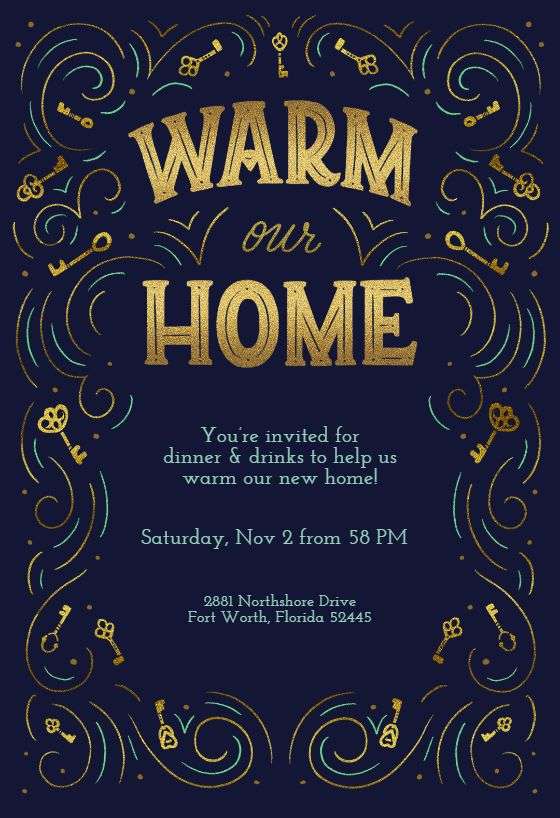 WARM
our
HOME
You're invited for
dinner & drinks to help us
warm our new home!
Saturday, Nov 2 from 58 PM
2881 Northshore Drive
Fort Worth, Florida 52445